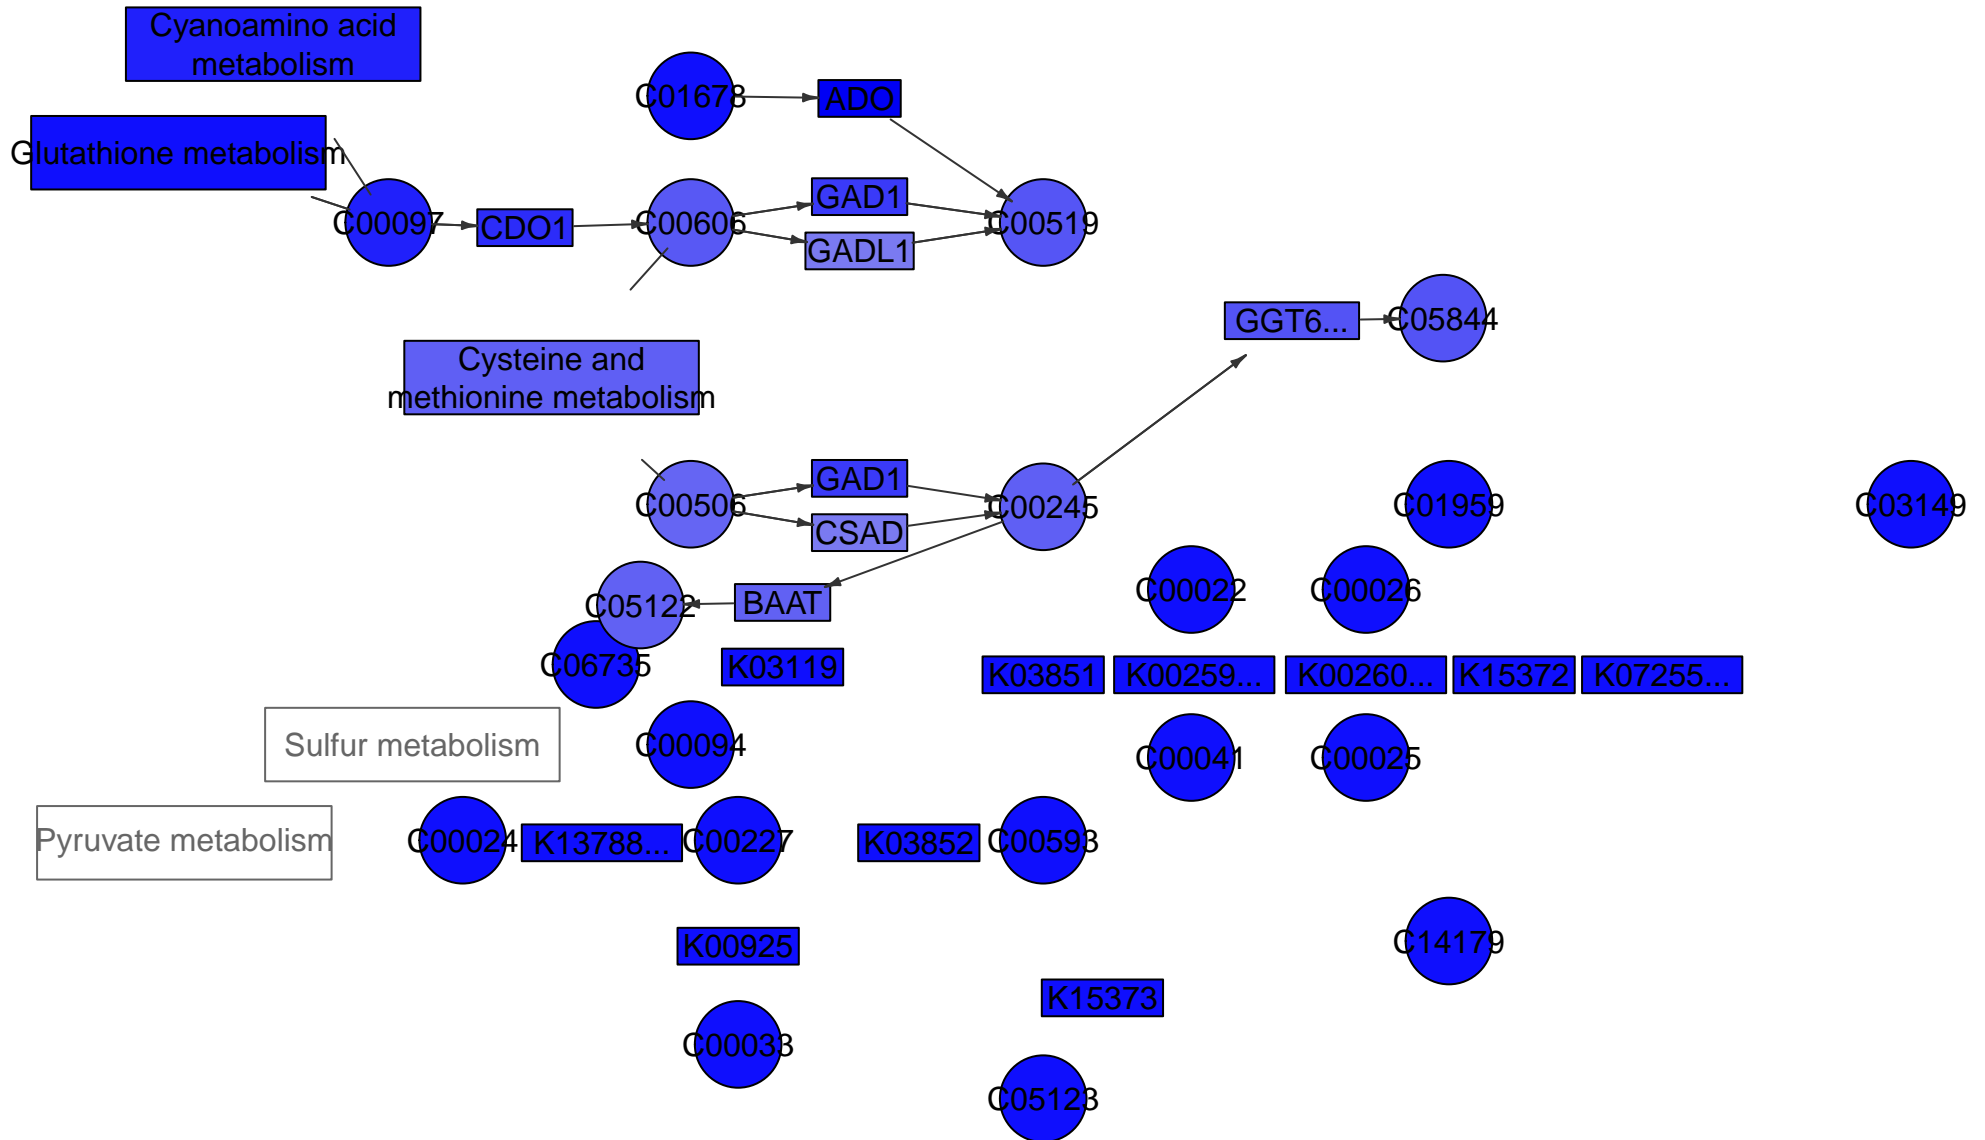 Cyanoamino acid
metabolism
C01678
ADO
Glutathione metabolism
C00097
CDO1
C00606
GAD1
GADL1
C00519
GGT6...
C05844
Cysteine and
methionine metabolism
C00506
GAD1
CSAD
C00245
C01959
C03149
C05122
BAAT
C00022
C00026
C06735
K03119
K03851
K00259...
K00260...
K15372
K07255...
Sulfur metabolism
C00094
C00041
C00025
Pyruvate metabolism
C00024
K13788...
C00227
K03852
C00593
K00925
C14179
K15373
C00033
C05123